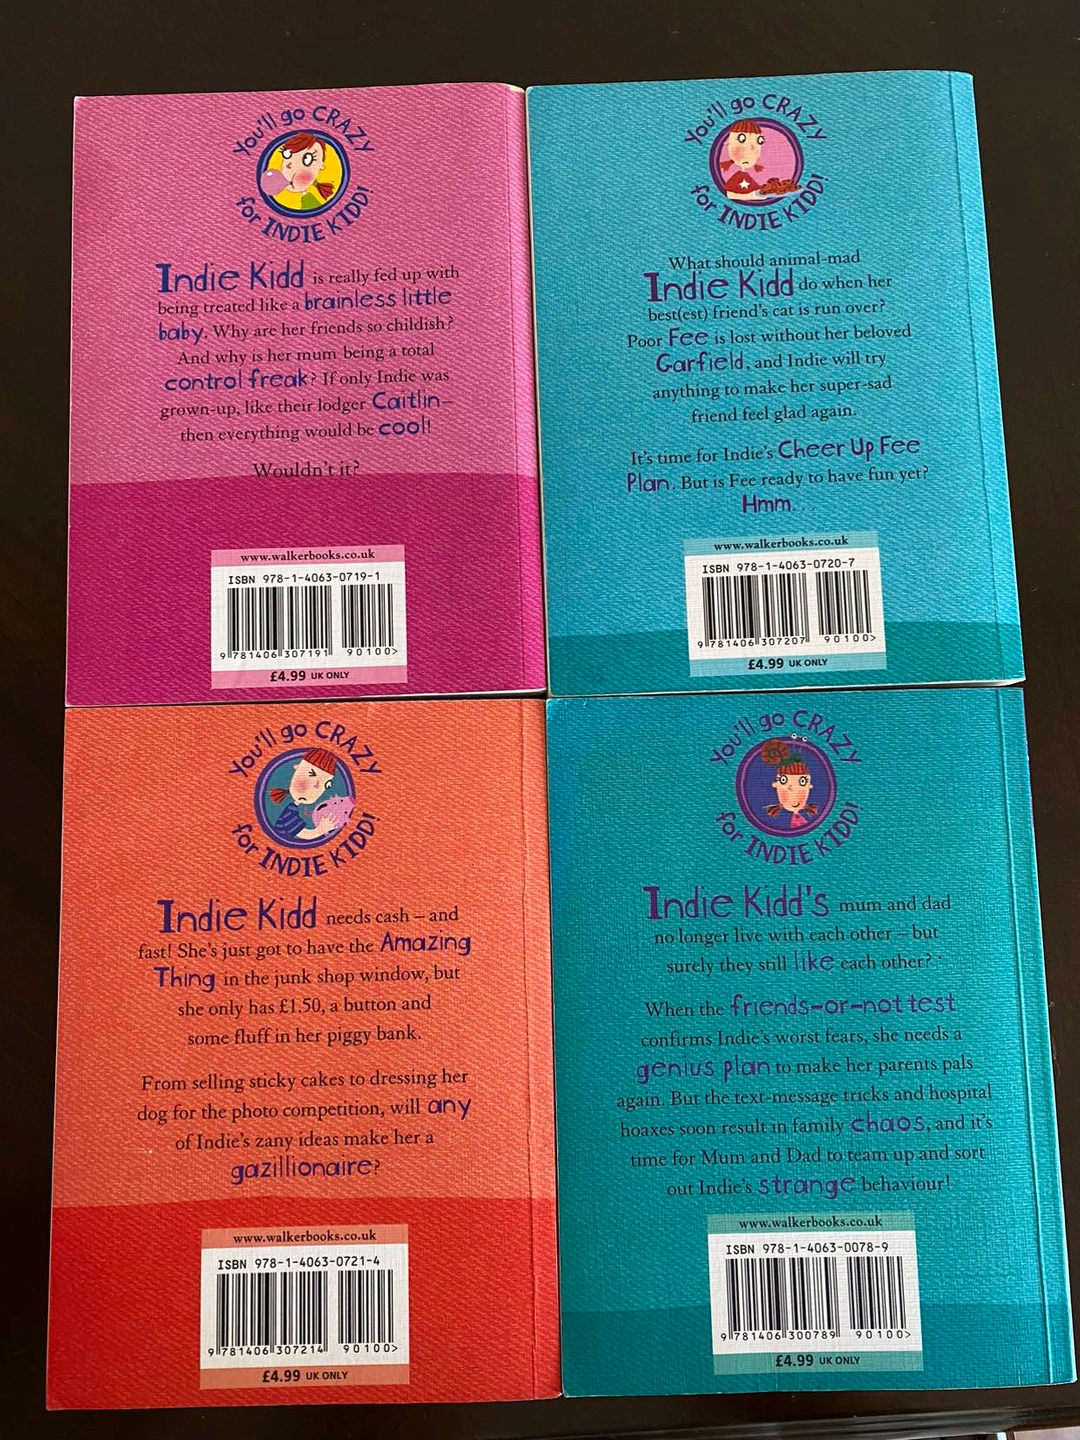 You'll go CRAZY
for INDIE KIDD!
Indie Kidd is really fed up with
being treated like a brainless little
baby. Why are her friends so childish?
And why is her mum being a total
control freak? If only Indie was
grown-up, like their lodger Caitlin–
then everything would be cool!
Wouldn't it?
www.walkerbooks.co.uk
ISBN 978-1-4063-0719-1
9 781406 307191 90100>
£4.99 UK ONLY
You'll go CRAZY
for INDIE KIDD!
What should animal-mad
Indie Kidd do when her
best(est) friend's cat is run over?
Poor Fee is lost without her beloved
Garfield, and Indie will try
anything to make her super-sad
friend feel glad again.
It's time for Indie's Cheer Up Fee
Plan. But is Fee ready to have fun yet?
Hmm...
www.walkerbooks.co.uk
ISBN 978-1-4063-0720-7
9 781406 307207 90100>
£4.99 UK ONLY
You'll go CRAZY
for INDIE KIDD!
Indie Kidd needs cash – and
fast! She's just got to have the Amazing
Thing in the junk shop window, but
she only has £1.50, a button and
some fluff in her piggy bank.
From selling sticky cakes to dressing her
dog for the photo competition, will any
of Indie's zany ideas make her a
gazillionaire?
www.walkerbooks.co.uk
ISBN 978-1-4063-0721-4
9 781406 307214 90100>
£4.99 UK ONLY
You'll go CRAZY
for INDIE KIDD!
Indie Kidd's mum and dad
no longer live with each other – but
surely they still like each other?
When the friends-or-not test
confirms Indie's worst fears, she needs a
genius plan to make her parents pals
again. But the text-message tricks and hospital
hoaxes soon result in family chaos, and it's
time for Mum and Dad to team up and sort
out Indie's strange behaviour!
www.walkerbooks.co.uk
ISBN 978-1-4063-0078-9
9 781406 300789 90100>
£4.99 UK ONLY